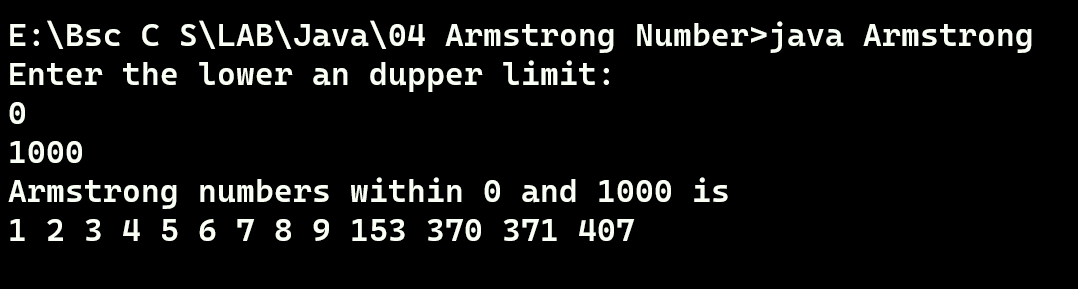 E:\Bsc C S\LAB\Java\04 Armstrong Number>java Armstrong
Enter the lower an dupper limit:
0
1000
Armstrong numbers within 0 and 1000 is
1 2 3 4 5 6 7 8 9 153 370 371 407